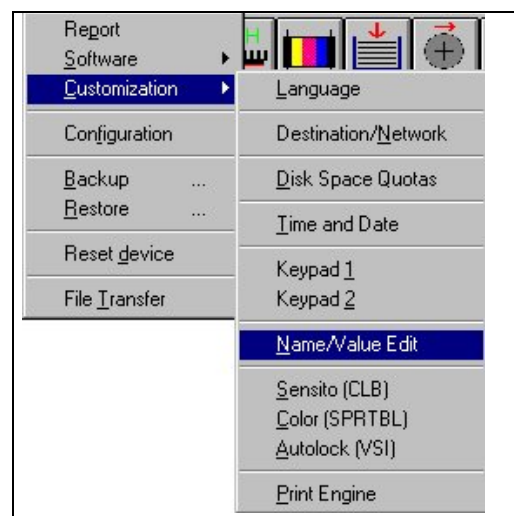 Report
Software
Customization
Configuration
Backup ...
Restore ...
Reset device
File Transfer
H
Language
Destination/Network
Disk Space Quotas
Time and Date
Keypad 1
Keypad 2
Name/Value Edit
Sensito (CLB)
Color (SPRTBL)
Autolock (VSI)
Print Engine